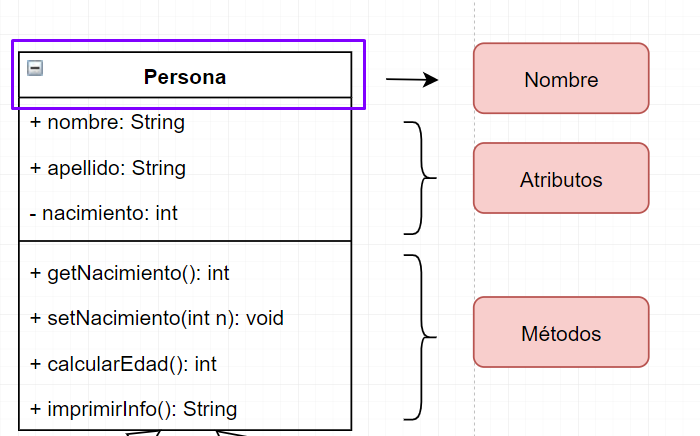 Persona
+ nombre: String
+ apellido: String
- nacimiento: int
+ getNacimiento(): int
+ setNacimiento(int n): void
+ calcularEdad(): int
+ imprimirInfo(): String
Nombre
Atributos
Métodos